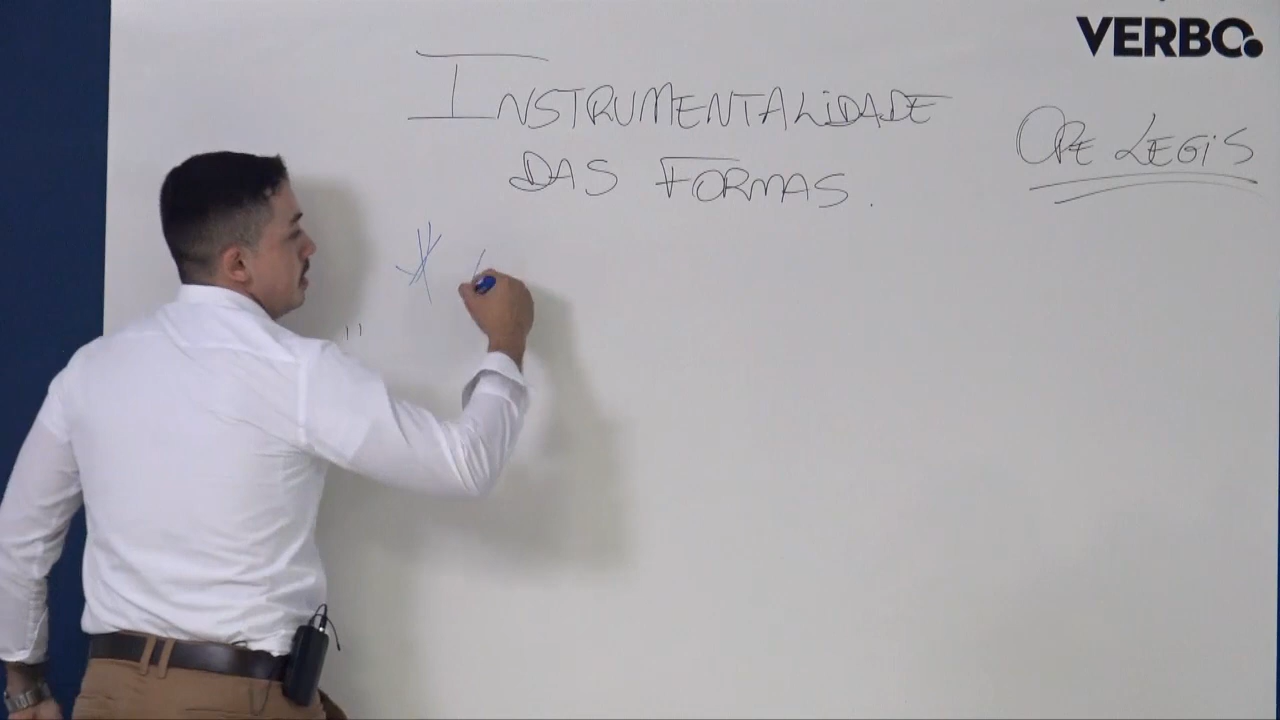 VERBO.
INSTRUMENTALIDADE
DAS FORMAS.
OPE LEGIS
*
"